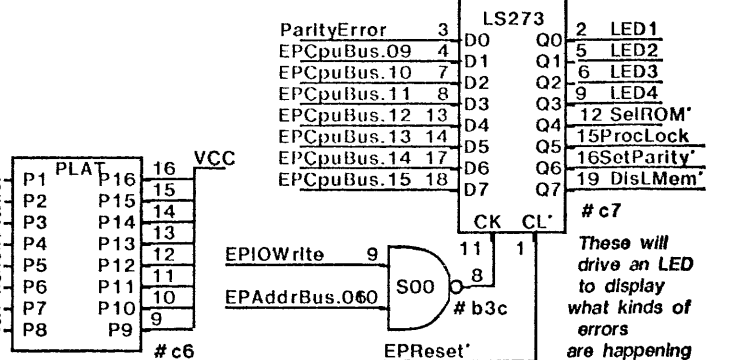 LS273
ParityError 3 D0 Q0 2 LED1
EPCpuBus.09 4 D1 Q1 5 LED2
EPCpuBus.10 7 D2 Q2 6 LED3
EPCpuBus.11 8 D3 Q3 9 LED4
EPCpuBus.12 13 D4 Q4 12 SelROM'
EPCpuBus.13 14 D5 Q5 15 ProcLock
EPCpuBus.14 17 D6 Q6 16 SetParity'
EPCpuBus.15 18 D7 Q7 19 DisLMem'
CK CL'
#c7
11 1
PLAT
VCC
P1 P16 16
P2 P15 15
P3 P14 14
P4 P13 13
P5 P12 12
P6 P11 11
P7 P10 10
P8 P9 9
#c6
EPIOWrite 9
S00
8
EPAddrBus.06
#b3c
EPReset'
These will
drive an LED
to display
what kinds of
errors
are happening